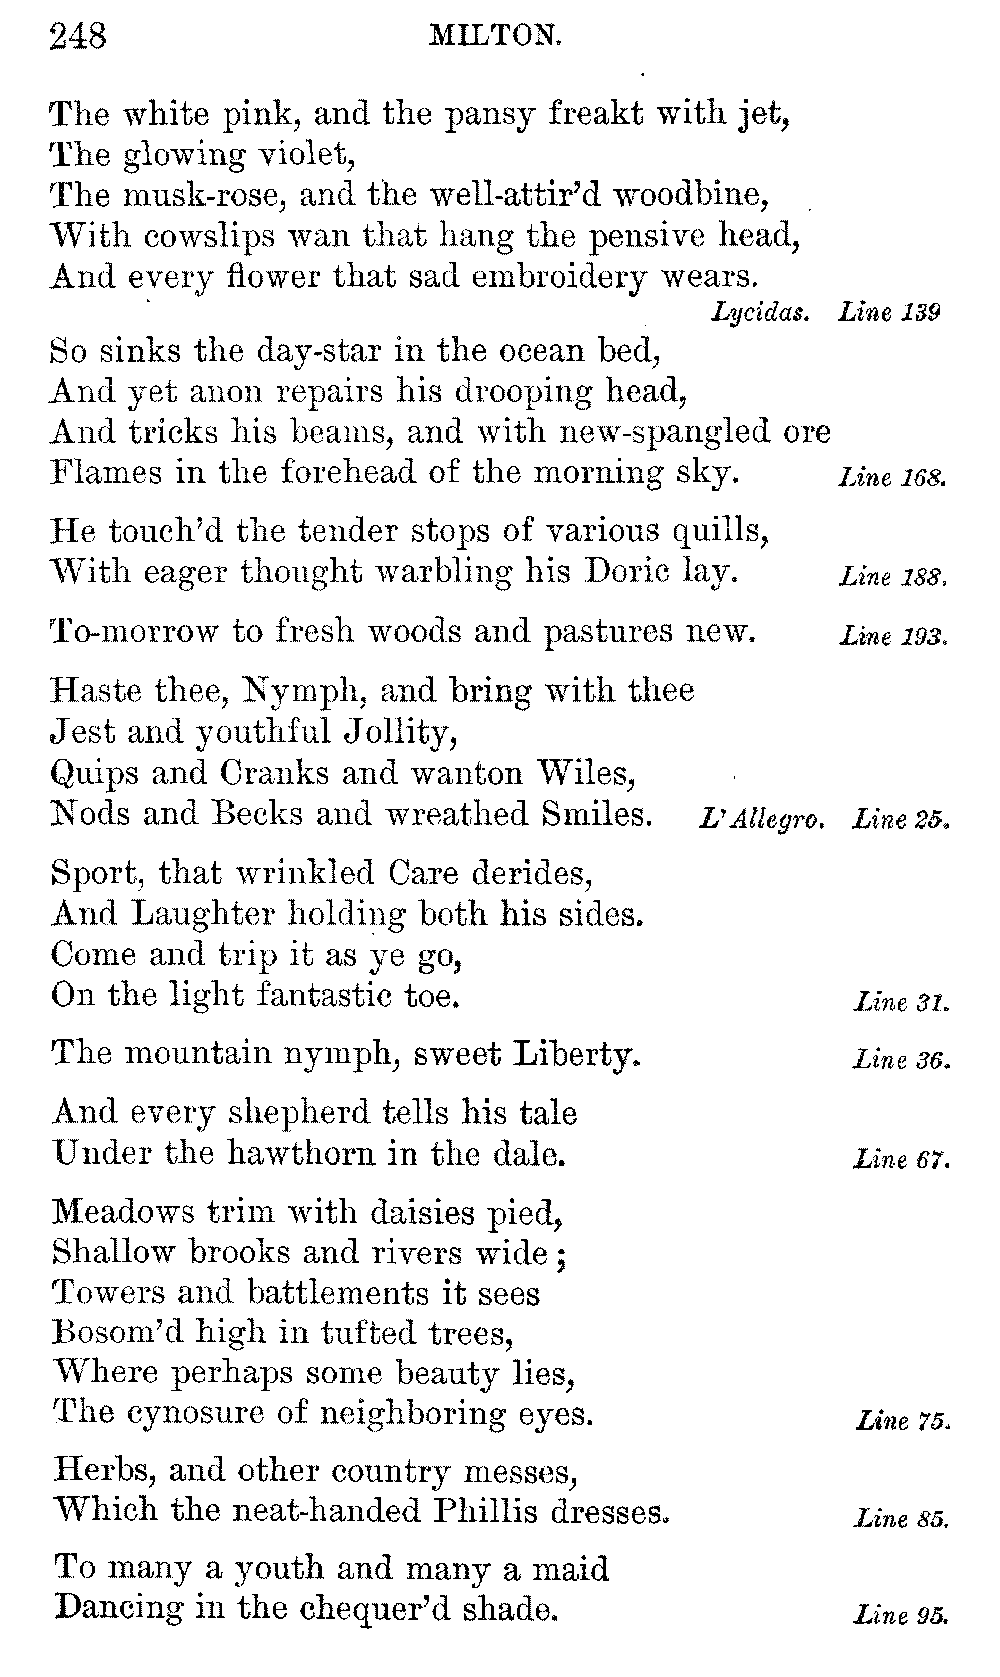 248 MILTON.
The white pink, and the pansy freakt with jet,
The glowing violet,
The musk-rose, and the well-attir’d woodbine,
With cowslips wan that hang the pensive head,
And every flower that sad embroidery wears.
Lycidas. Line 139
So sinks the day-star in the ocean bed,
And yet anon repairs his drooping head,
And tricks his beams, and with new-spangled ore
Flames in the forehead of the morning sky. Line 168.
He touch’d the tender stops of various quills,
With eager thought warbling his Doric lay. Line 188.
To-morrow to fresh woods and pastures new. Line 193.
Haste thee, Nymph, and bring with thee
Jest and youthful Jollity,
Quips and Cranks and wanton Wiles,
Nods and Becks and wreathed Smiles. L’Allegro. Line 25.
Sport, that wrinkled Care derides,
And Laughter holding both his sides.
Come and trip it as ye go,
On the light fantastic toe. Line 31.
The mountain nymph, sweet Liberty. Line 36.
And every shepherd tells his tale
Under the hawthorn in the dale. Line 67.
Meadows trim with daisies pied,
Shallow brooks and rivers wide ;
Towers and battlements it sees
Bosom’d high in tufted trees,
Where perhaps some beauty lies,
The cynosure of neighboring eyes. Line 75.
Herbs, and other country messes,
Which the neat-handed Phillis dresses. Line 85.
To many a youth and many a maid
Dancing in the chequer’d shade. Line 95.